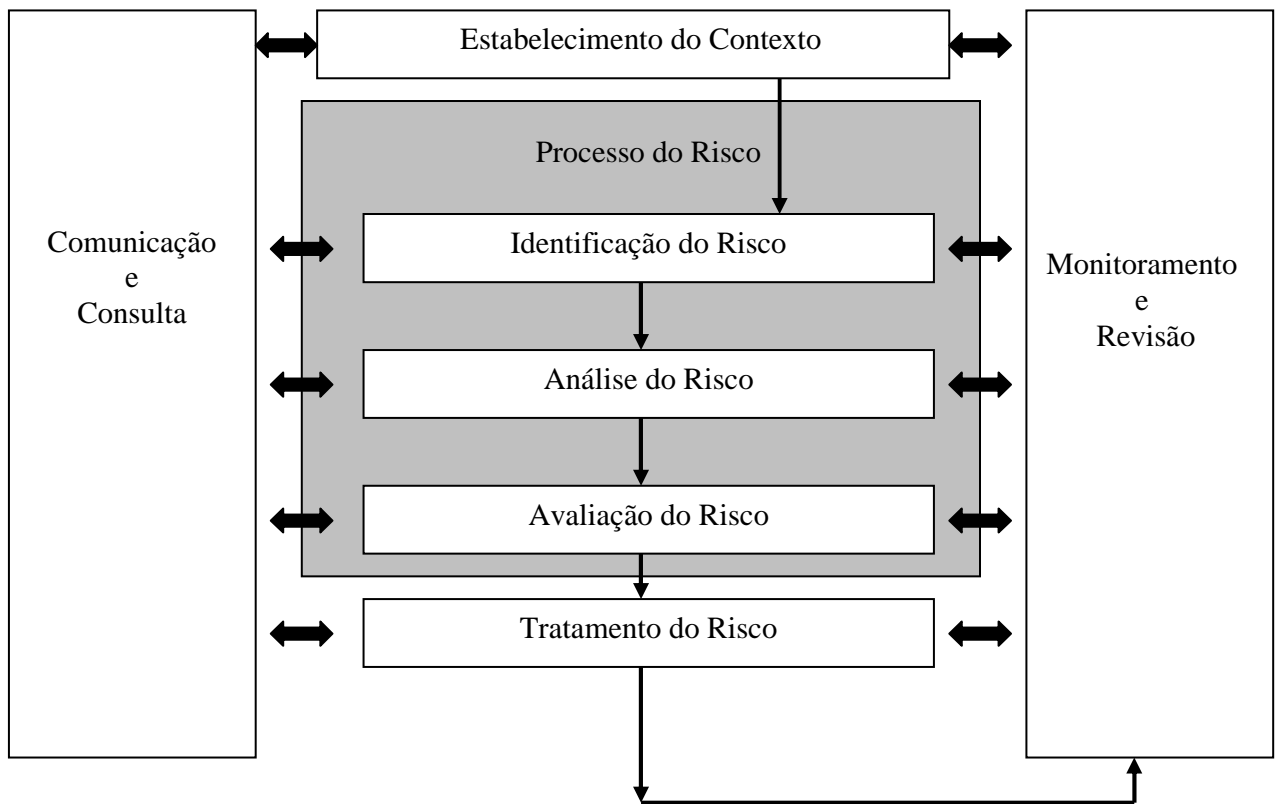 Estabelecimento do Contexto
Processo do Risco
Comunicação
e
Consulta
Identificação do Risco
Monitoramento
e
Revisão
Análise do Risco
Avaliação do Risco
Tratamento do Risco